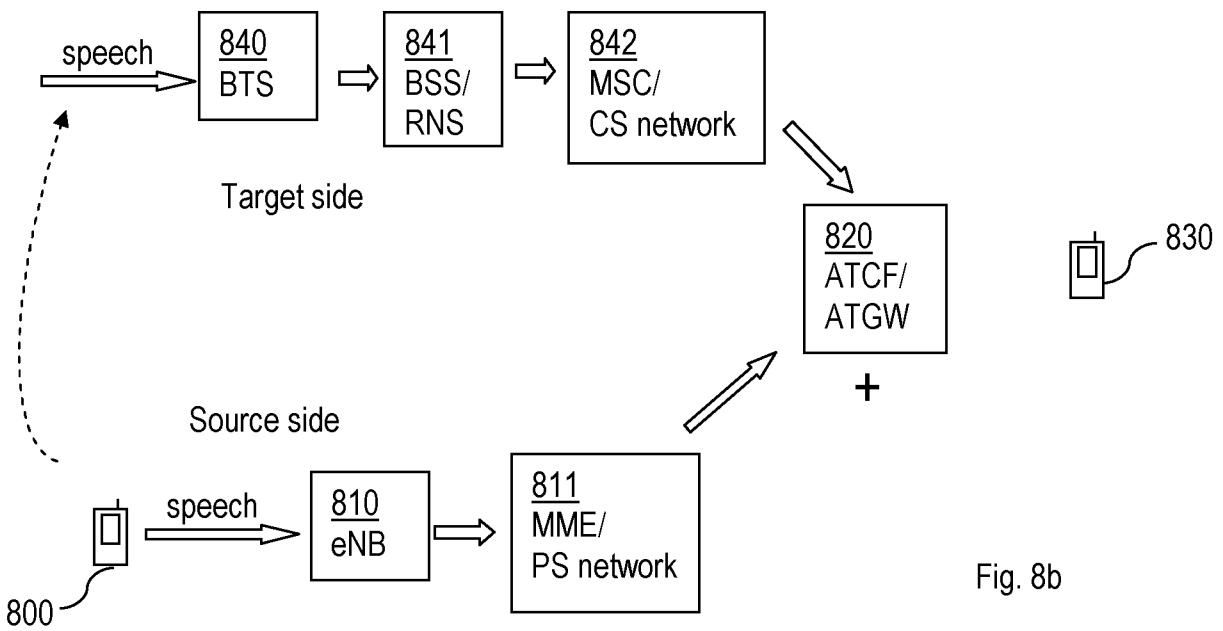 speech
840
BTS
841
BSS/
RNS
842
MSC/
CS network
Target side
820
ATCF/
ATGW
+
830
Source side
speech
810
eNB
811
MME/
PS network
800
Fig. 8b